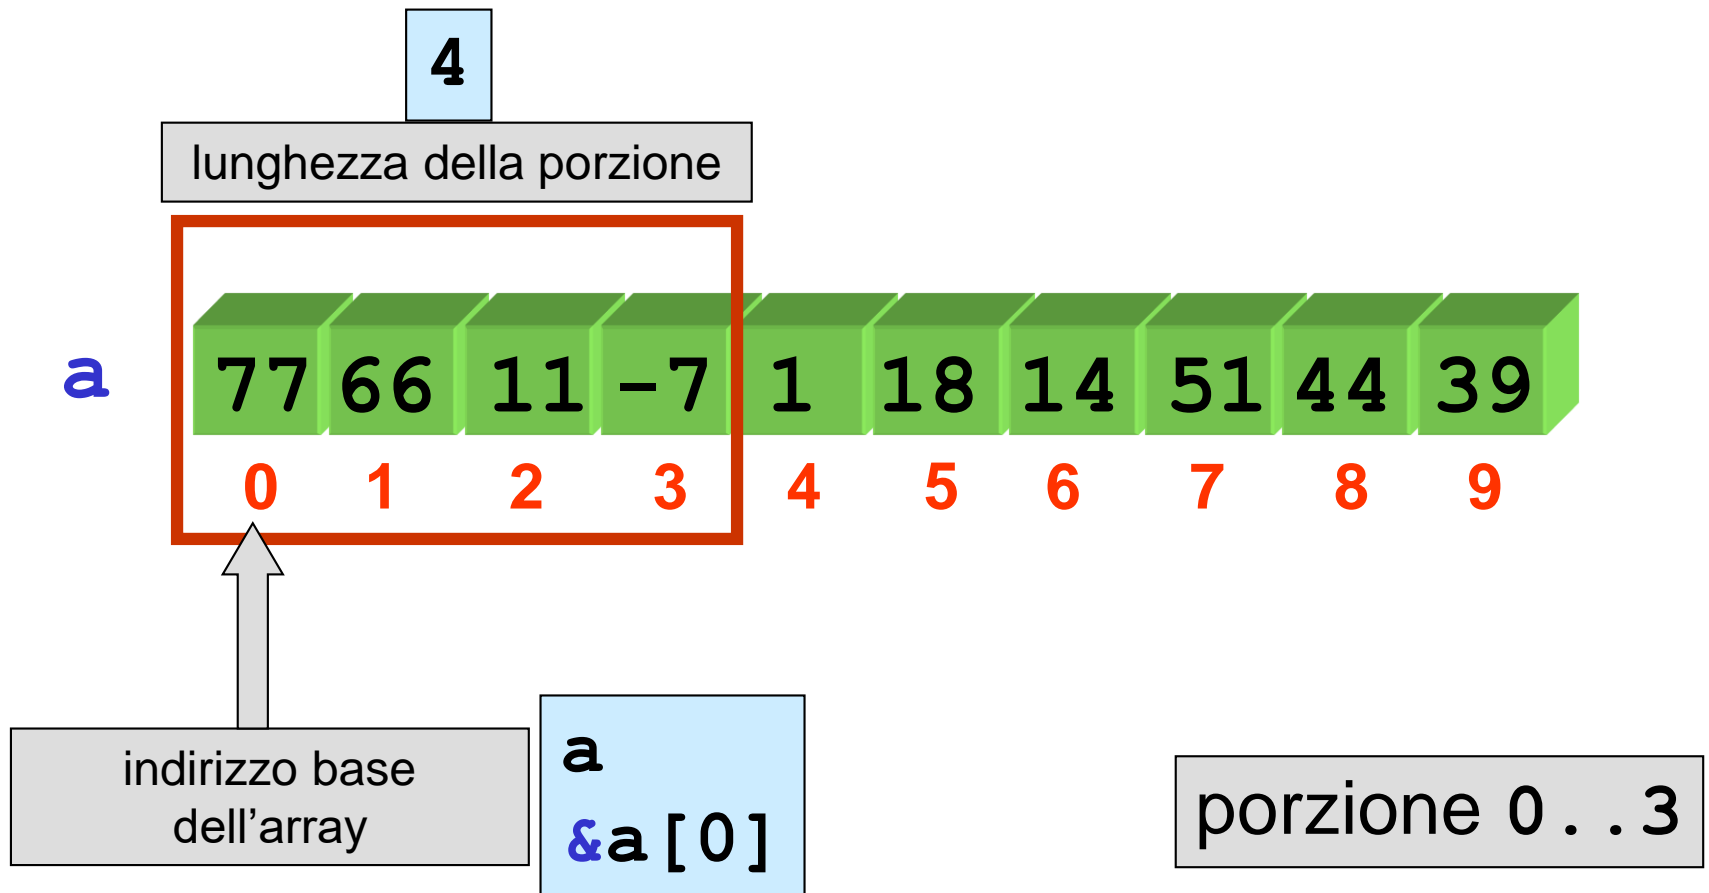 4
lunghezza della porzione
a 77 66 11 -7 1 18 14 51 44 39
0 1 2 3 4 5 6 7 8 9
indirizzo base
dell’array
a
&a[0]
porzione 0..3